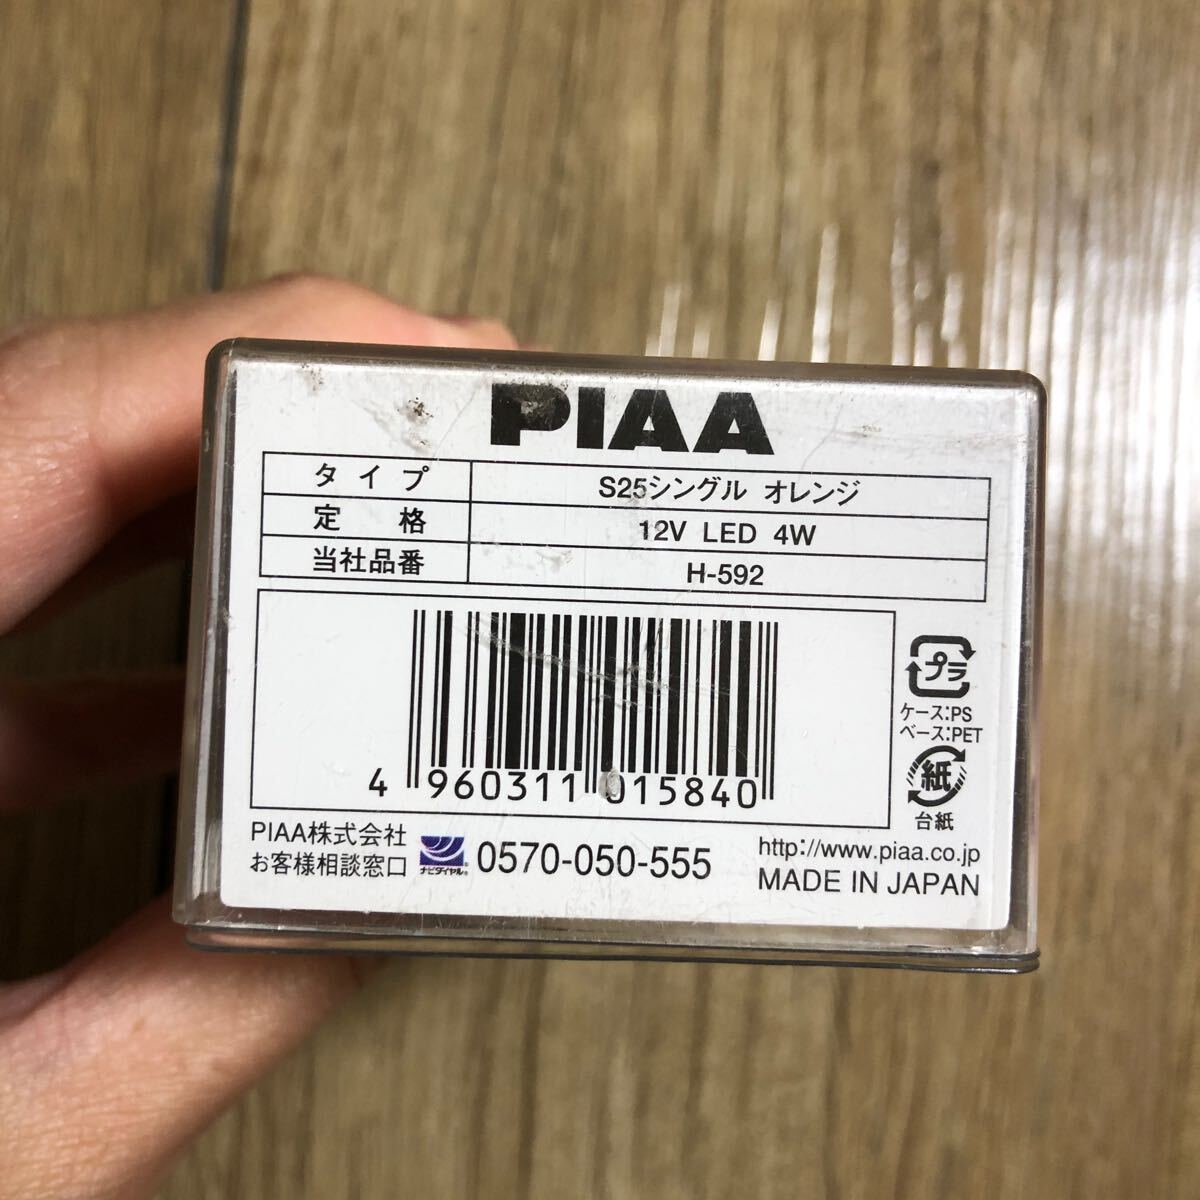 PIAA
タイプ S25シングル オレンジ
定格 12V LED 4W
当社品番 H-592
4 960311 015840
プラ
ケース:PS
ベース:PET
紙
台紙
PIAA株式会社
お客様相談窓口
ナビダイヤル®
0570-050-555
http://www.piaa.co.jp
MADE IN JAPAN